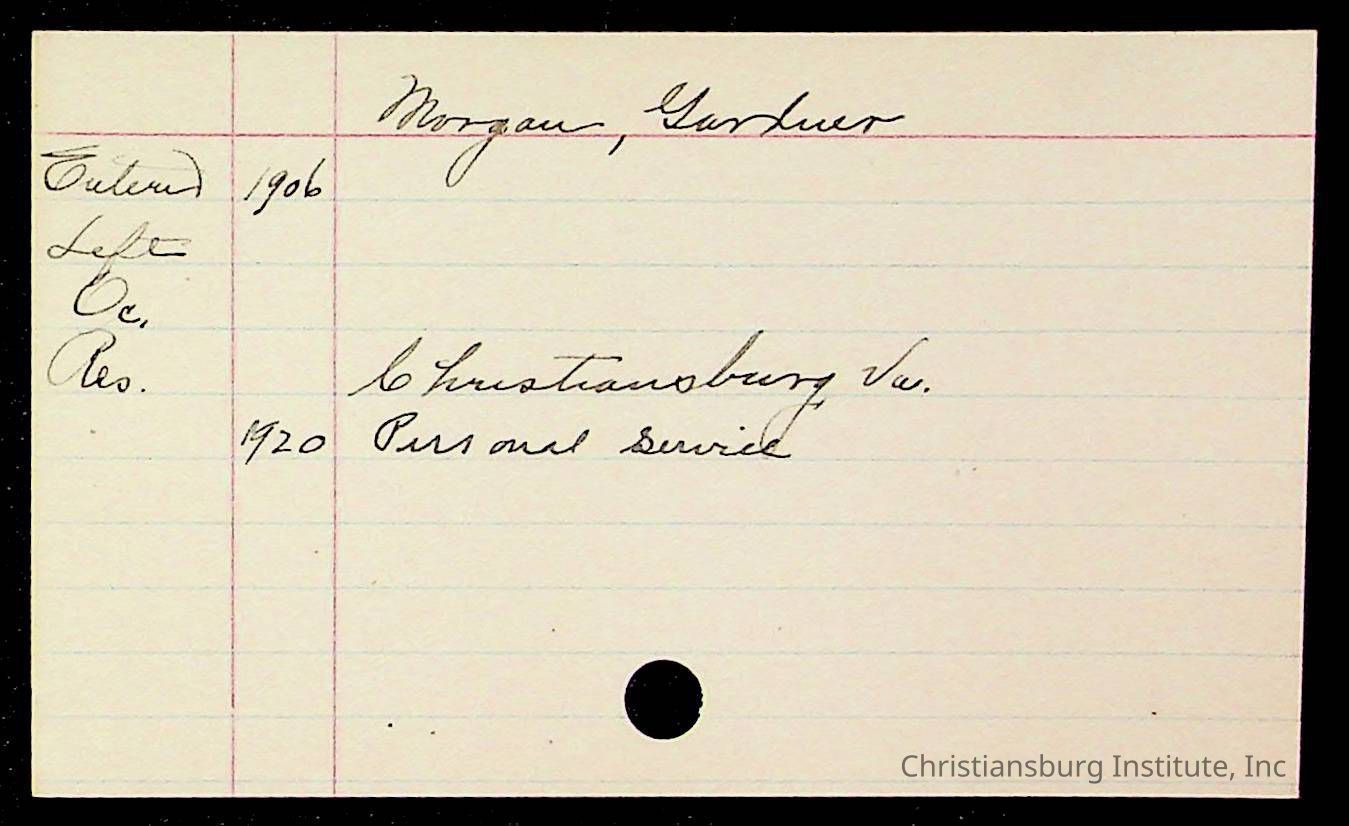 Morgan, Gardner
Entered 1906
Left
Oc.
Res. Christiansburg Va.
1920 Personal service
Christiansburg Institute, Inc